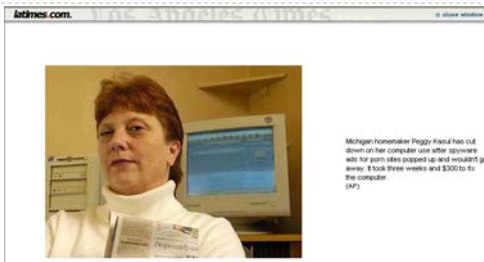 latimes.com.
Los Angeles Times
close window
Michigan homemaker Peggy Kasul has cut
down on her computer use after spyware
ads for porn sites popped up and wouldn't g
away. It took three weeks and $300 to fix
the computer.
(AP)
Desperately